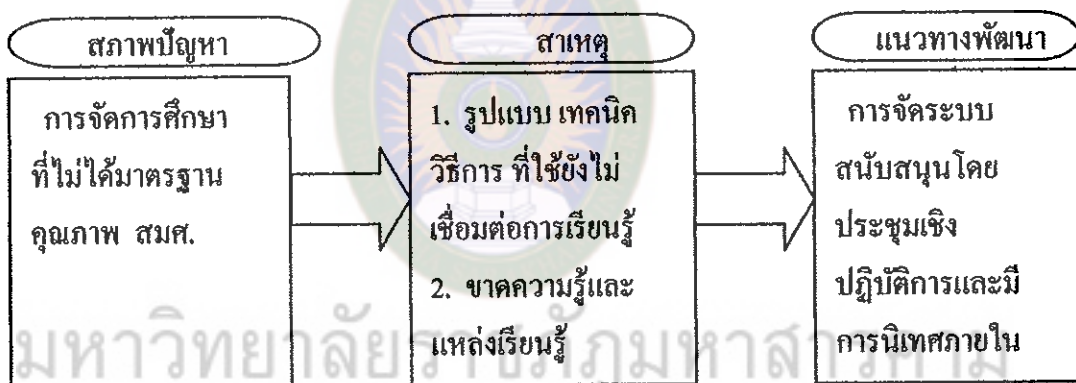 สภาพปัญหา
การจัดการศึกษา
ที่ไม่ได้มาตรฐาน
คุณภาพ สมศ.
สาเหตุ
1. รูปแบบ เทคนิค
วิธีการ ที่ใช้ยังไม่
เชื่อมต่อการเรียนรู้
2. ขาดความรู้และ
แหล่งเรียนรู้
แนวทางพัฒนา
การจัดระบบ
สนับสนุนโดย
ประชุมเชิง
ปฏิบัติการและมี
การนิเทศภายใน
มหาวิทยาลัยราชภัฏมหาสารคาม